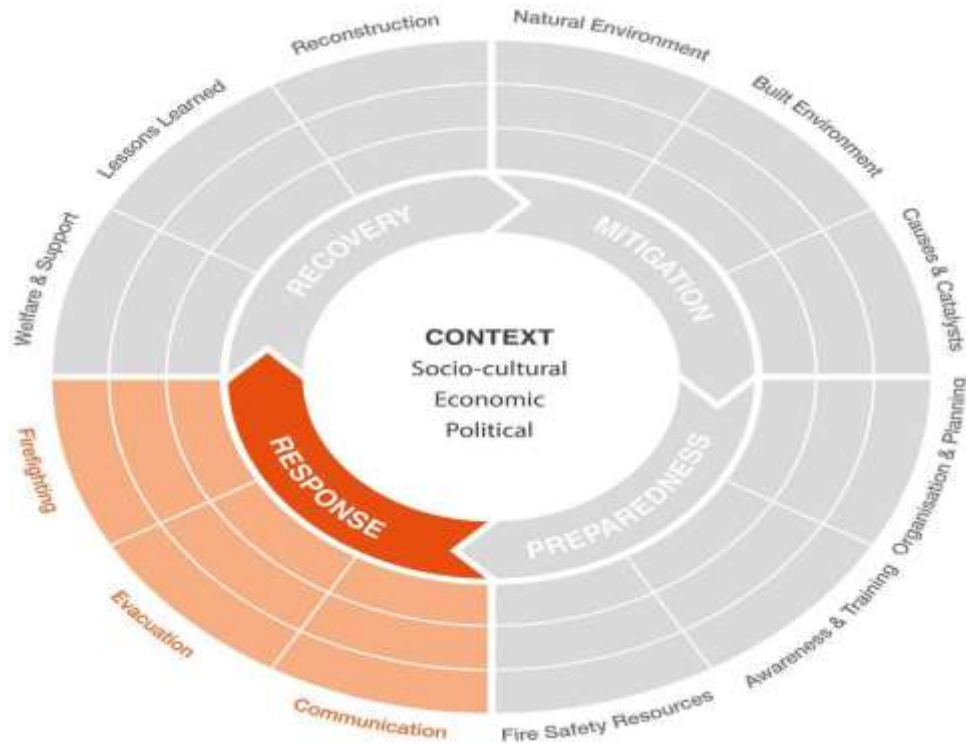 Natural Environment
Built Environment
Causes & Catalysts
Organisation & Planning
Awareness & Training
Fire Safety Resources
Communication
Evacuation
Firefighting
Welfare & Support
Lessons Learned
Reconstruction
MITIGATION
PREPAREDNESS
RESPONSE
RECOVERY
CONTEXT
Socio-cultural
Economic
Political